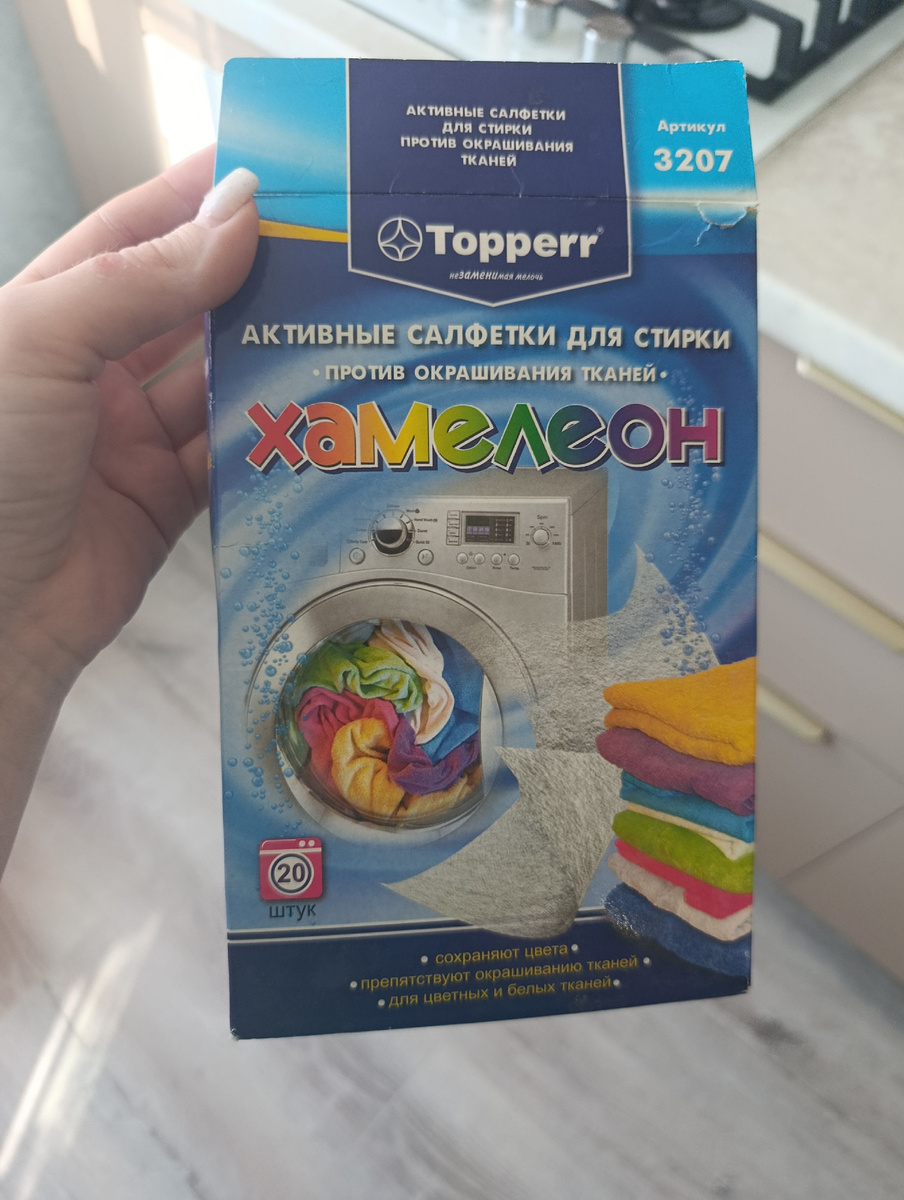 АКТИВНЫЕ САЛФЕТКИ
ДЛЯ СТИРКИ
ПРОТИВ ОКРАШИВАНИЯ
ТКАНЕЙ
Артикул
3207
Topperr®
незаменимая мелочь
АКТИВНЫЕ САЛФЕТКИ ДЛЯ СТИРКИ
• ПРОТИВ ОКРАШИВАНИЯ ТКАНЕЙ •
ХАМЕЛЕОН
Spin
20
штук
• сохраняют цвета •
• препятствуют окрашиванию тканей •
• для цветных и белых тканей •